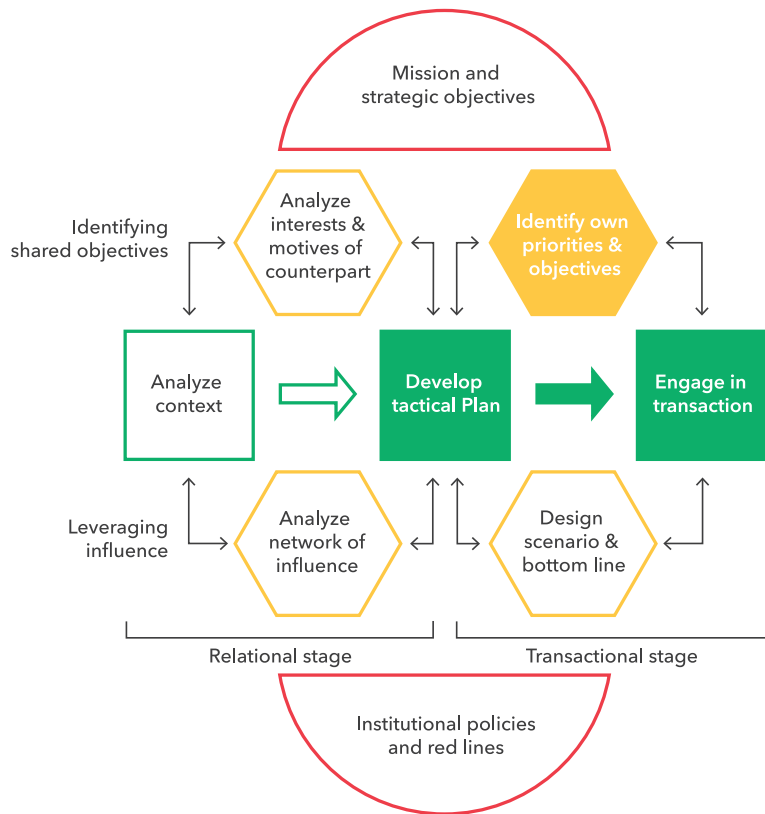 Mission and
strategic objectives
Identifying
shared objectives
Analyze
interests &
motives of
counterpart
Identify own
priorities &
objectives
Analyze
context
Develop
tactical Plan
Engage in
transaction
Leveraging
influence
Analyze
network of
influence
Design
scenario &
bottom line
Relational stage
Transactional stage
Institutional policies
and red lines